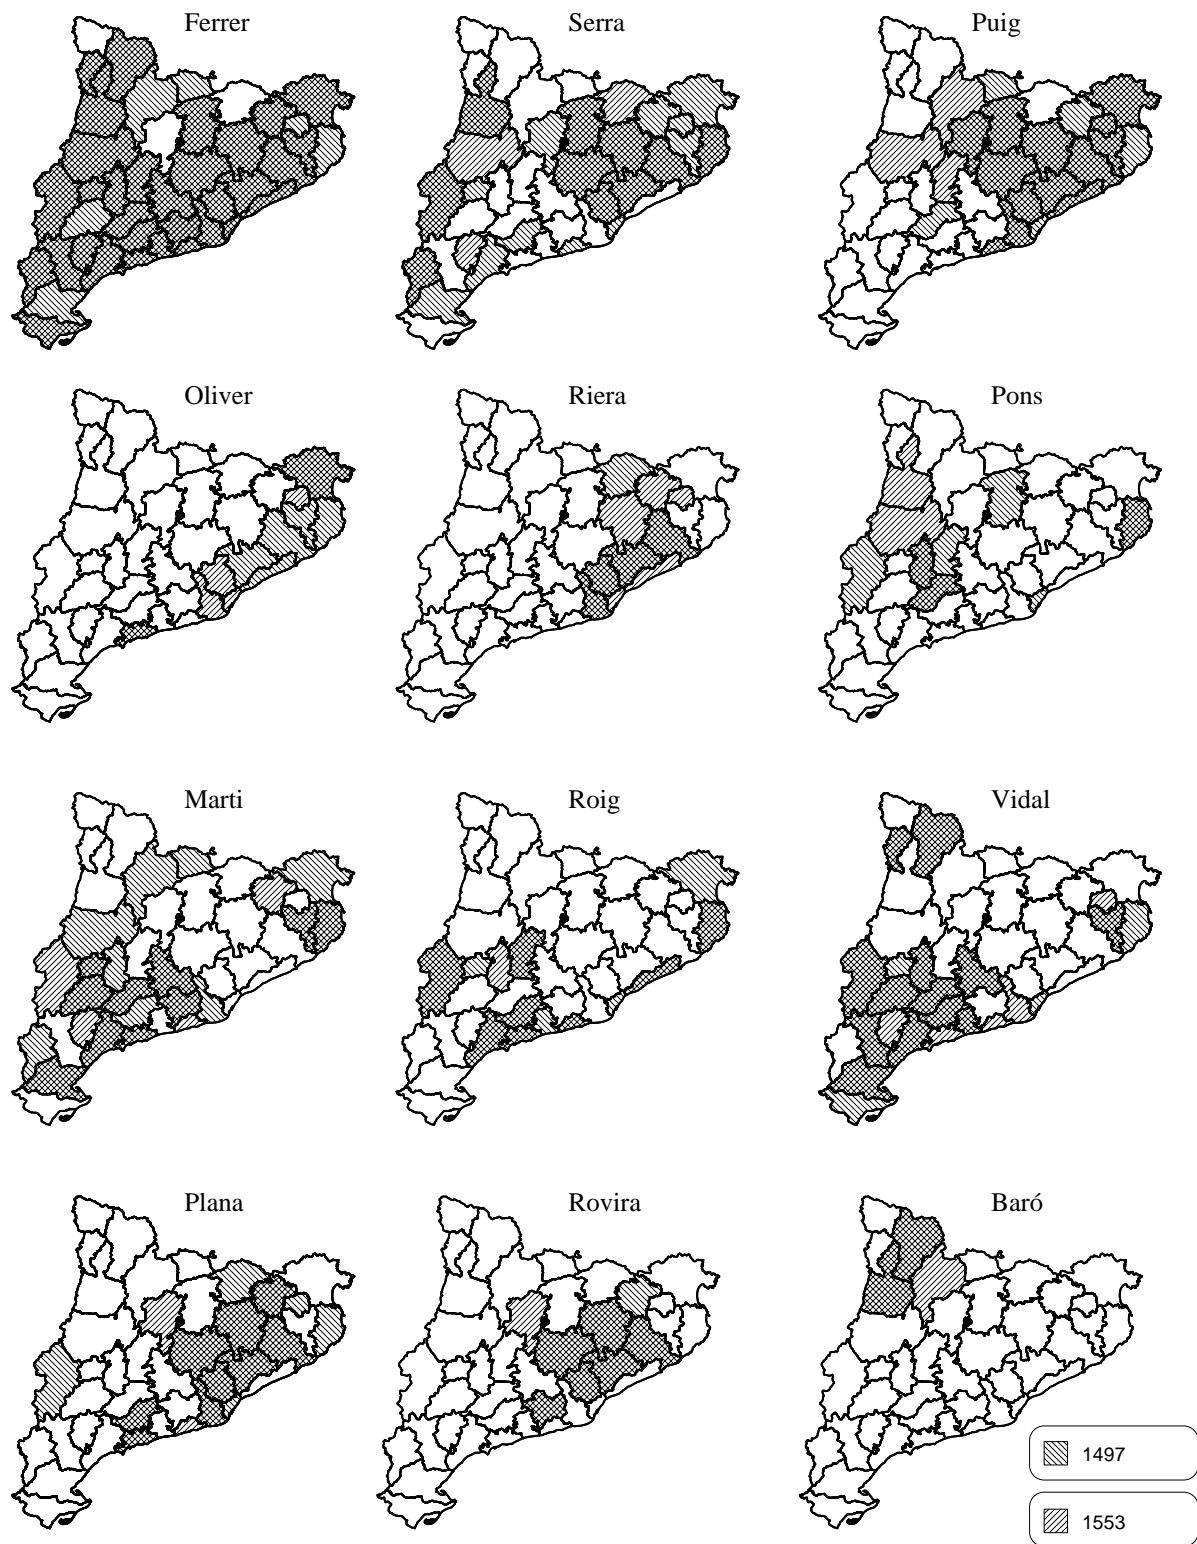 Ferrer
Serra
Puig
Oliver
Riera
Pons
Marti
Roig
Vidal
Plana
Rovira
Baró
1497
1553